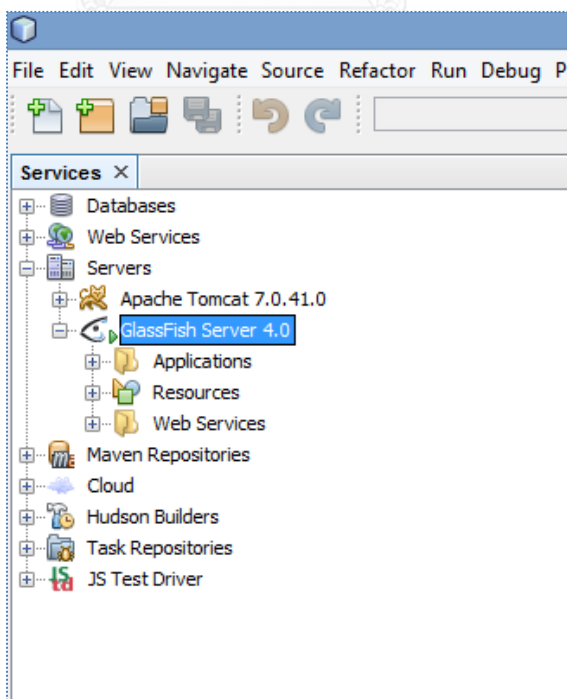 File Edit View Navigate Source Refactor Run Debug P
Services
Databases
Web Services
Servers
Apache Tomcat 7.0.41.0
GlassFish Server 4.0
Applications
Resources
Web Services
Maven Repositories
Cloud
Hudson Builders
Task Repositories
JS Test Driver